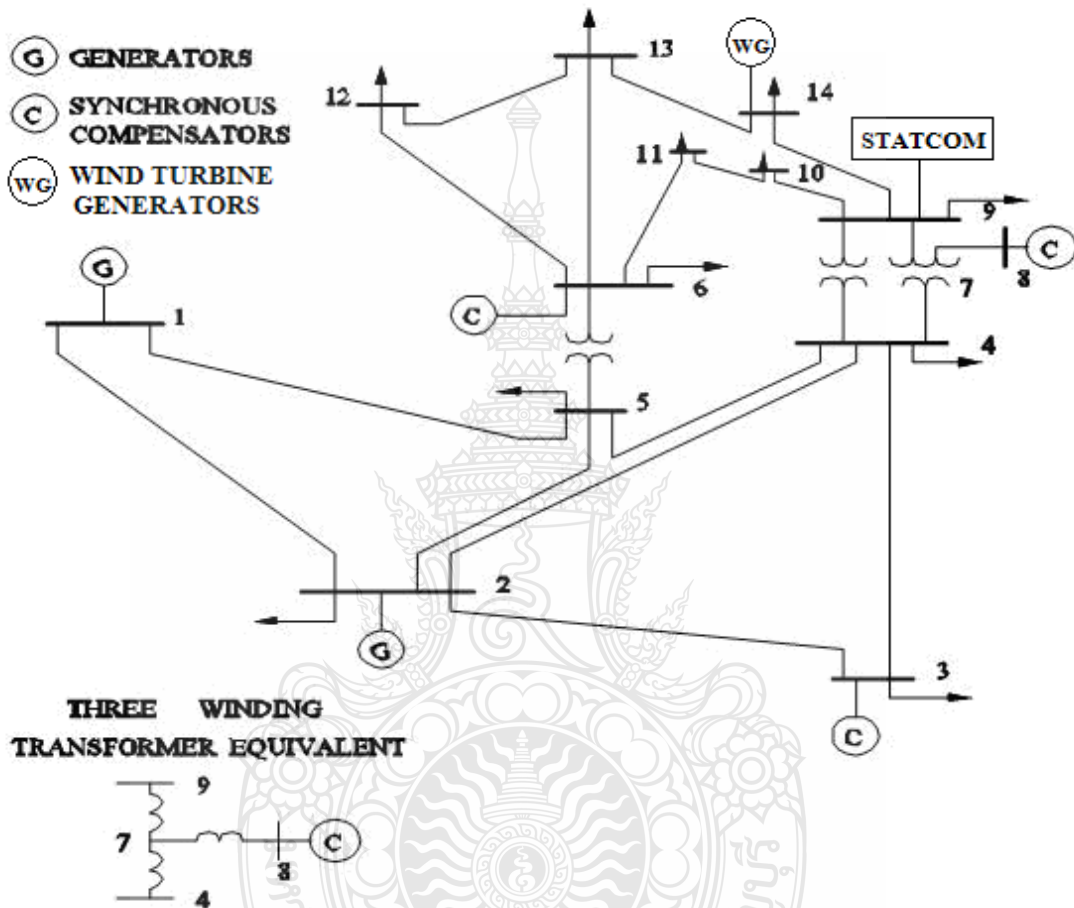 G GENERATORS
C SYNCHRONOUS
COMPENSATORS
WG WIND TURBINE
GENERATORS
13
WG
12
14
11
10
STATCOM
9
C
8
7
6
C
G
1
4
5
2
G
3
C
THREE WINDING
TRANSFORMER EQUIVALENT
9
7
C
8
4